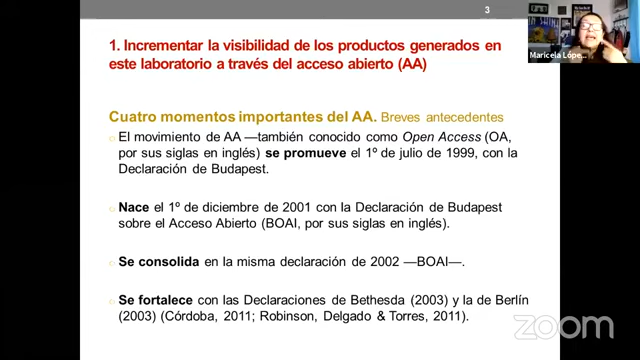 3
1. Incrementar la visibilidad de los productos generados en
este laboratorio a través del acceso abierto (AA)
Maricela Lópe...
Cuatro momentos importantes del AA. Breves antecedentes
El movimiento de AA —también conocido como Open Access (OA,
por sus siglas en inglés) se promueve el 1º de julio de 1999, con la
Declaración de Budapest.
Nace el 1º de diciembre de 2001 con la Declaración de Budapest
sobre el Acceso Abierto (BOAI, por sus siglas en inglés).
Se consolida en la misma declaración de 2002 —BOAI—.
Se fortalece con las Declaraciones de Bethesda (2003) y la de Berlín
(2003) (Córdoba, 2011; Robinson, Delgado & Torres, 2011).
zoom